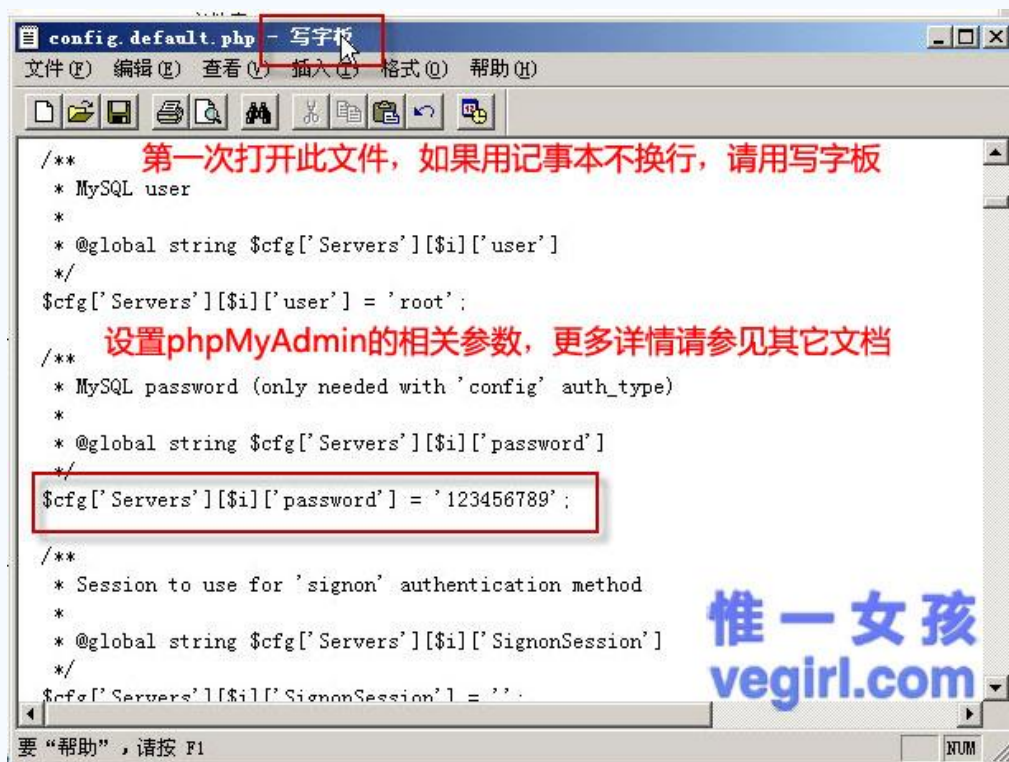 config.default.php - 写字板
文件(F) 编辑(E) 查看(V) 插入(I) 格式(O) 帮助(H)
/** 第一次打开此文件，如果用记事本不换行，请用写字板
* MySQL user
*
* @global string $cfg['Servers'][$i]['user']
*/
$cfg['Servers'][$i]['user'] = 'root';
设置phpMyAdmin的相关参数，更多详情请参见其它文档
/**
* MySQL password (only needed with 'config' auth_type)
*
* @global string $cfg['Servers'][$i]['password']
*/
$cfg['Servers'][$i]['password'] = '123456789';
/**
* Session to use for 'signon' authentication method
*
* @global string $cfg['Servers'][$i]['SignonSession']
*/
$cfg['Servers'][$i]['SignonSession'] = '';
惟一女孩
vegirl.com
要“帮助”，请按 F1
NUM